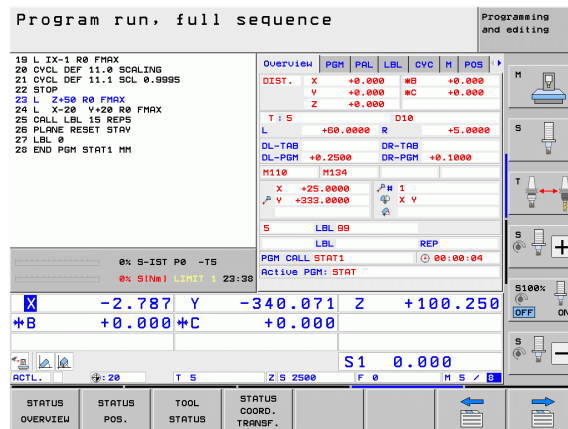 Program run, full sequence
Programming
and editing
19 L IX-1 R0 FMAX
20 CYCL DEF 11.0 SCALING
21 CYCL DEF 11.1 SCL 0.9995
22 STOP
23 L Z+50 R0 FMAX
24 L X-20 Y+20 R0 FMAX
25 CALL LBL 15 REP5
26 PLANE RESET STAY
27 LBL 0
28 END PGM STAT1 MM
Overview PGM PAL LBL CYC M POS
DIST. X +0.000 *B +0.000
Y +0.000 *C +0.000
Z +0.000
T : 5 D10
L +60.0000 R +5.0000
DL-TAB DR-TAB
DL-PGM +0.2500 DR-PGM +0.1000
M110 M134
X +25.0000 # 1
Y +333.0000 X Y
5 LBL 99
LBL REP
PGM CALL STAT1 00:00:04
Active PGM: STAT
0% S-IST P0 -T5
0% S[Nm] LIMIT 1 23:38
X -2.787 Y -340.071 Z +100.250
*B +0.000 *C +0.000
S1 0.000
ACTL. : 20 T 5 Z S 2500 F 0 M 5 / 8
M
S
T
S
S100%
OFF ON
S
STATUS
OVERVIEW
STATUS
POS.
TOOL
STATUS
STATUS
COORD.
TRANSF.